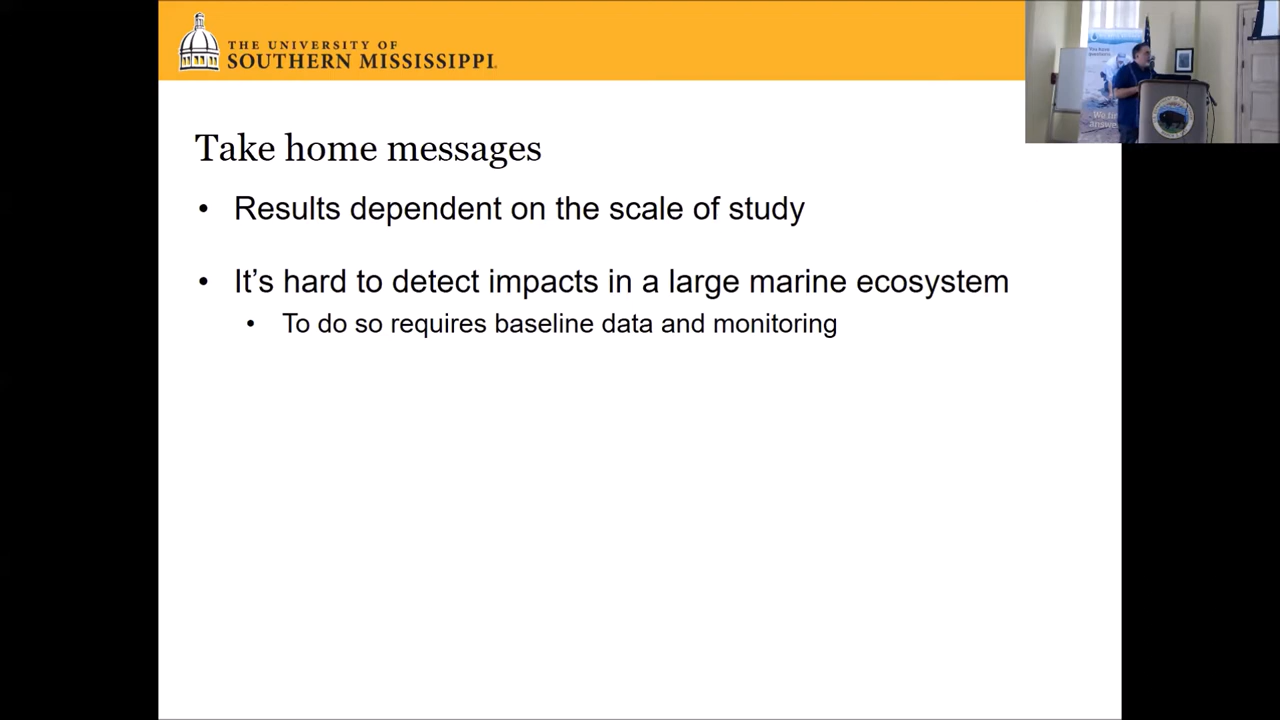 THE UNIVERSITY OF
SOUTHERN MISSISSIPPI
Take home messages
• Results dependent on the scale of study
• It’s hard to detect impacts in a large marine ecosystem
• To do so requires baseline data and monitoring